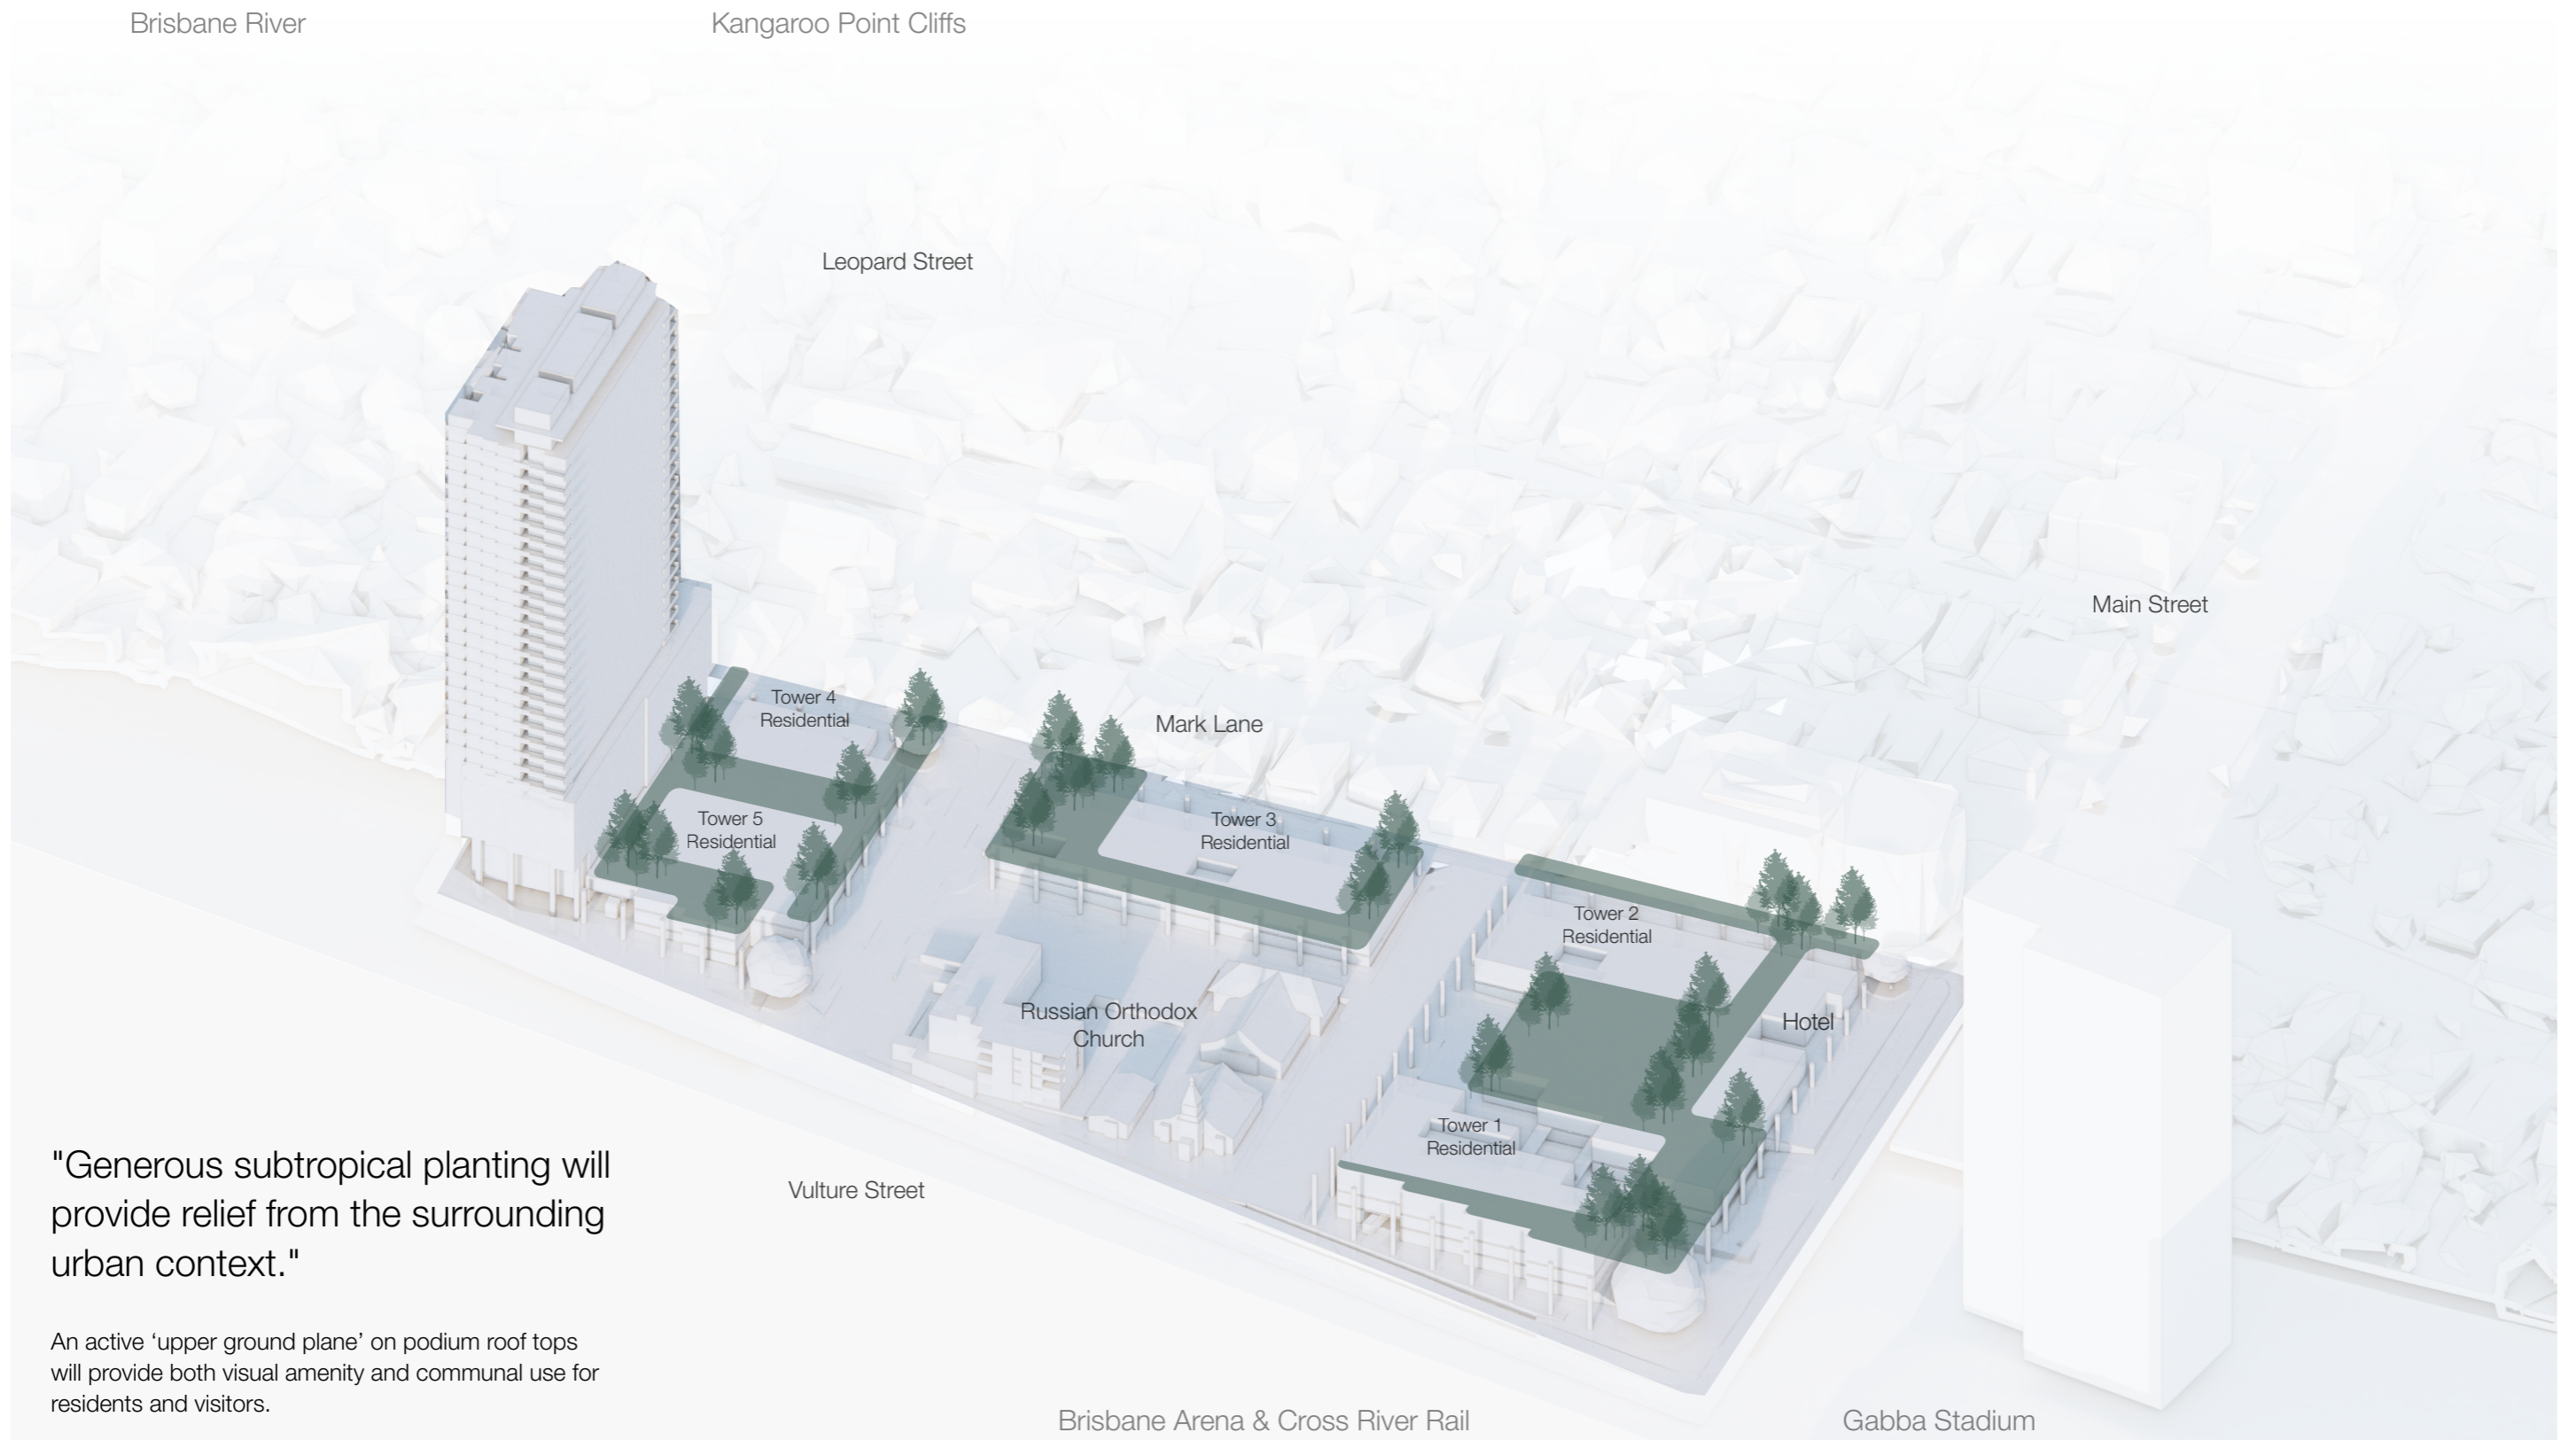 Brisbane River
Kangaroo Point Cliffs
Leopard Street
Main Street
Tower 4
Residential
Mark Lane
Tower 5
Residential
Tower 3
Residential
Tower 2
Residential
Russian Orthodox
Church
Hotel
Tower 1
Residential
Vulture Street
"Generous subtropical planting will
provide relief from the surrounding
urban context."
An active ‘upper ground plane’ on podium roof tops
will provide both visual amenity and communal use for
residents and visitors.
Brisbane Arena & Cross River Rail
Gabba Stadium